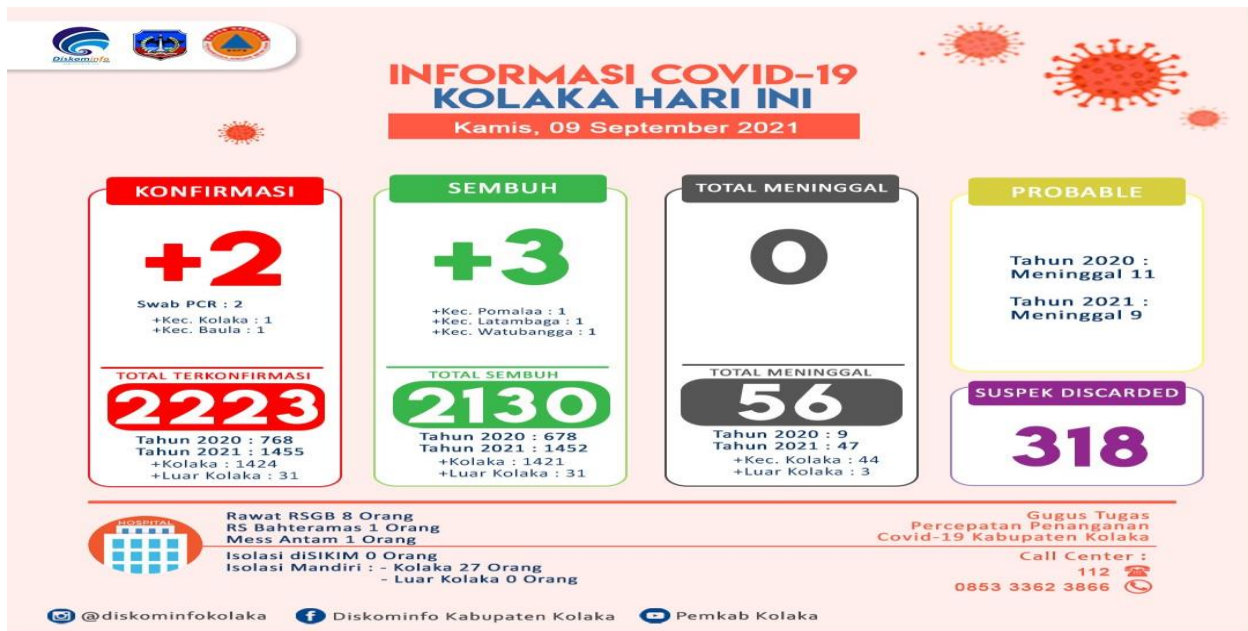 Diskominfo
INFORMASI COVID-19
KOLAKA HARI INI
Kamis, 09 September 2021
KONFIRMASI
+2
Swab PCR : 2
+Kec. Kolaka : 1
+Kec. Baula : 1
TOTAL TERKONFIRMASI
2223
Tahun 2020 : 768
Tahun 2021 : 1455
+Kolaka : 1424
+Luar Kolaka : 31
SEMBUH
+3
+Kec. Pomalaa : 1
+Kec. Latambaga : 1
+Kec. Watubangga : 1
TOTAL SEMBUH
2130
Tahun 2020 : 678
Tahun 2021 : 1452
+Kolaka : 1421
+Luar Kolaka : 31
TOTAL MENINGGAL
0
TOTAL MENINGGAL
56
Tahun 2020 : 9
Tahun 2021 : 47
+Kec. Kolaka : 44
+Luar Kolaka : 3
PROBABLE
Tahun 2020 :
Meninggal 11
Tahun 2021 :
Meninggal 9
SUSPEK DISCARDED
318
HOSPITAL
Rawat RSGB 8 Orang
RS Bahteramas 1 Orang
Mess Antam 1 Orang
Isolasi diSIKIM 0 Orang
Isolasi Mandiri : - Kolaka 27 Orang
- Luar Kolaka 0 Orang
Gugus Tugas
Percepatan Penanganan
Covid-19 Kabupaten Kolaka
Call Center :
112
0853 3362 3866
@diskominfokolaka
Diskominfo Kabupaten Kolaka
Pemkab Kolaka